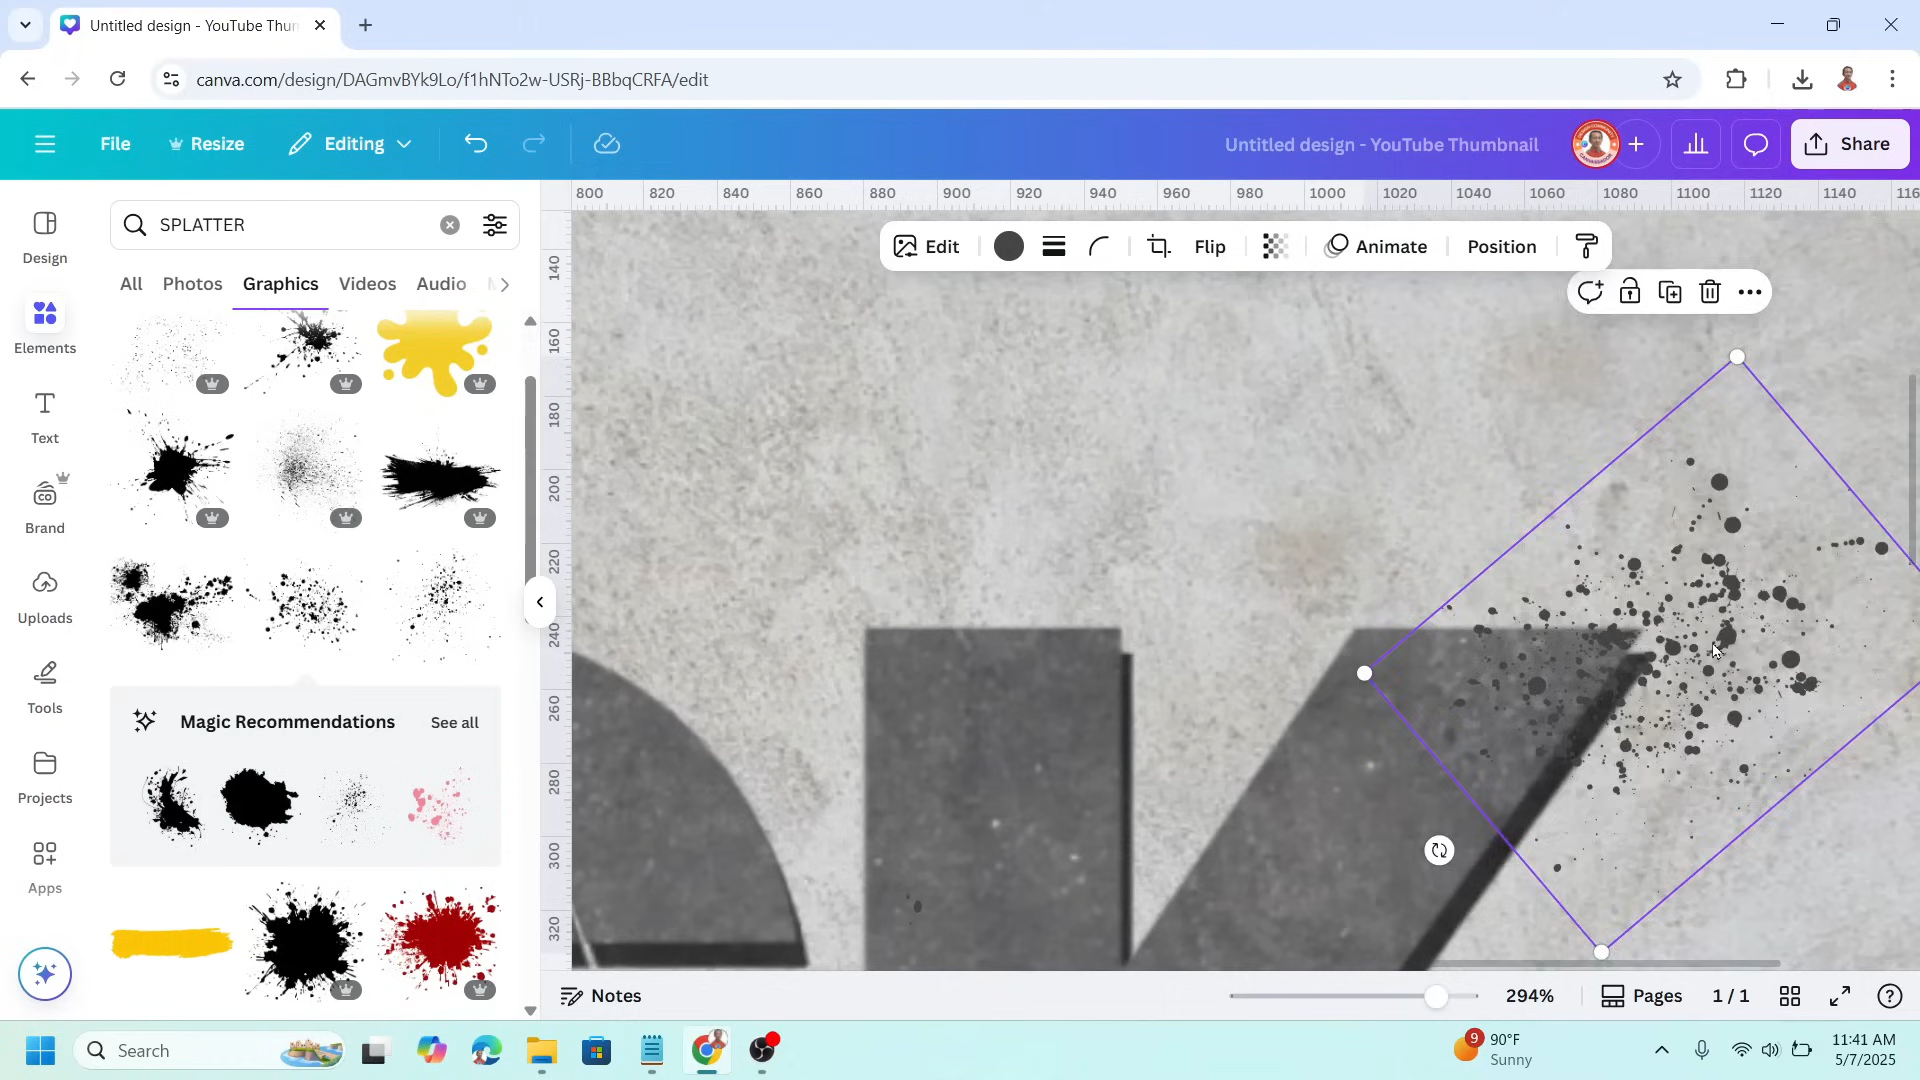 Untitled design - YouTube Thun
canva.com/design/DAGmvBYk9Lo/f1hNTo2w-USRj-BBbqCRFA/edit
File
Resize
Editing
Untitled design - YouTube Thumbnail
Share
Design
Elements
Text
Brand
Uploads
Tools
Projects
Apps
SPLATTER
All
Photos
Graphics
Videos
Audio
Magic Recommendations
See all
800
820
840
860
880
900
920
940
960
980
1000
1020
1040
1060
1080
1100
1120
1140
116
140
160
180
200
220
240
260
280
300
320
Edit
Flip
Animate
Position
Notes
294%
Pages
1 / 1
Search
9
90°F
Sunny
11:41 AM
5/7/2025